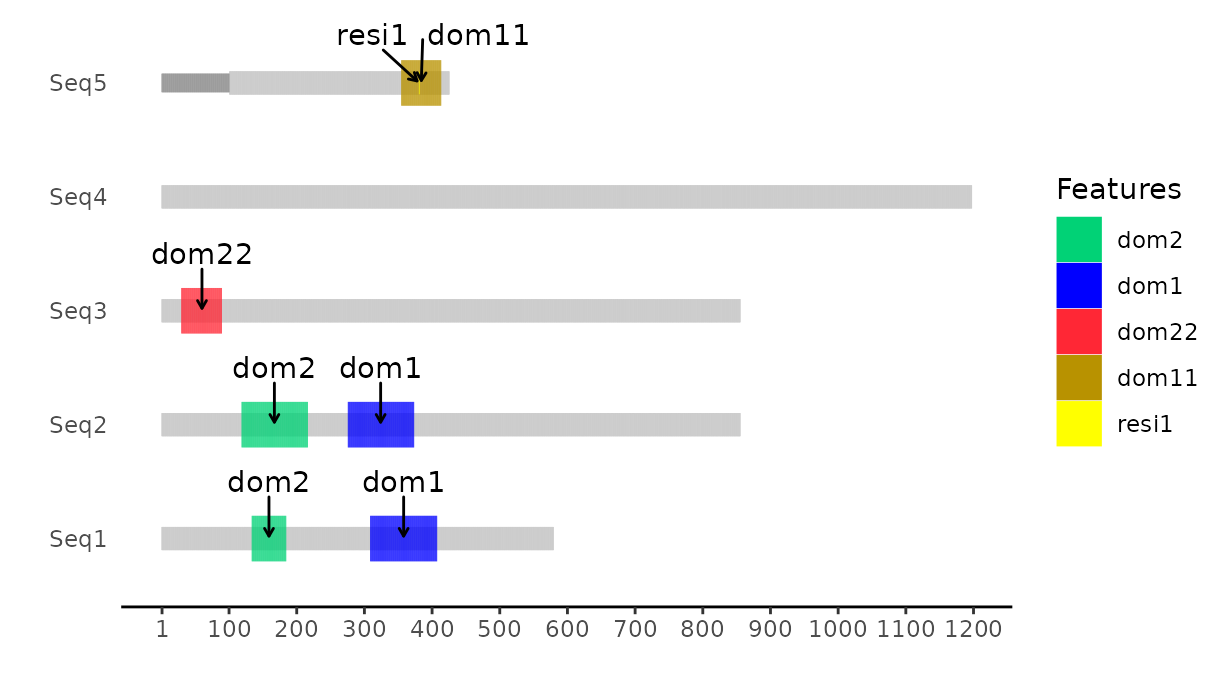 resi1 dom11
Seq5
Seq4
dom22
Seq3
dom2 dom1
Seq2
dom2 dom1
Seq1
1 100 200 300 400 500 600 700 800 900 1000 1100 1200
Features
dom2
dom1
dom22
dom11
resi1